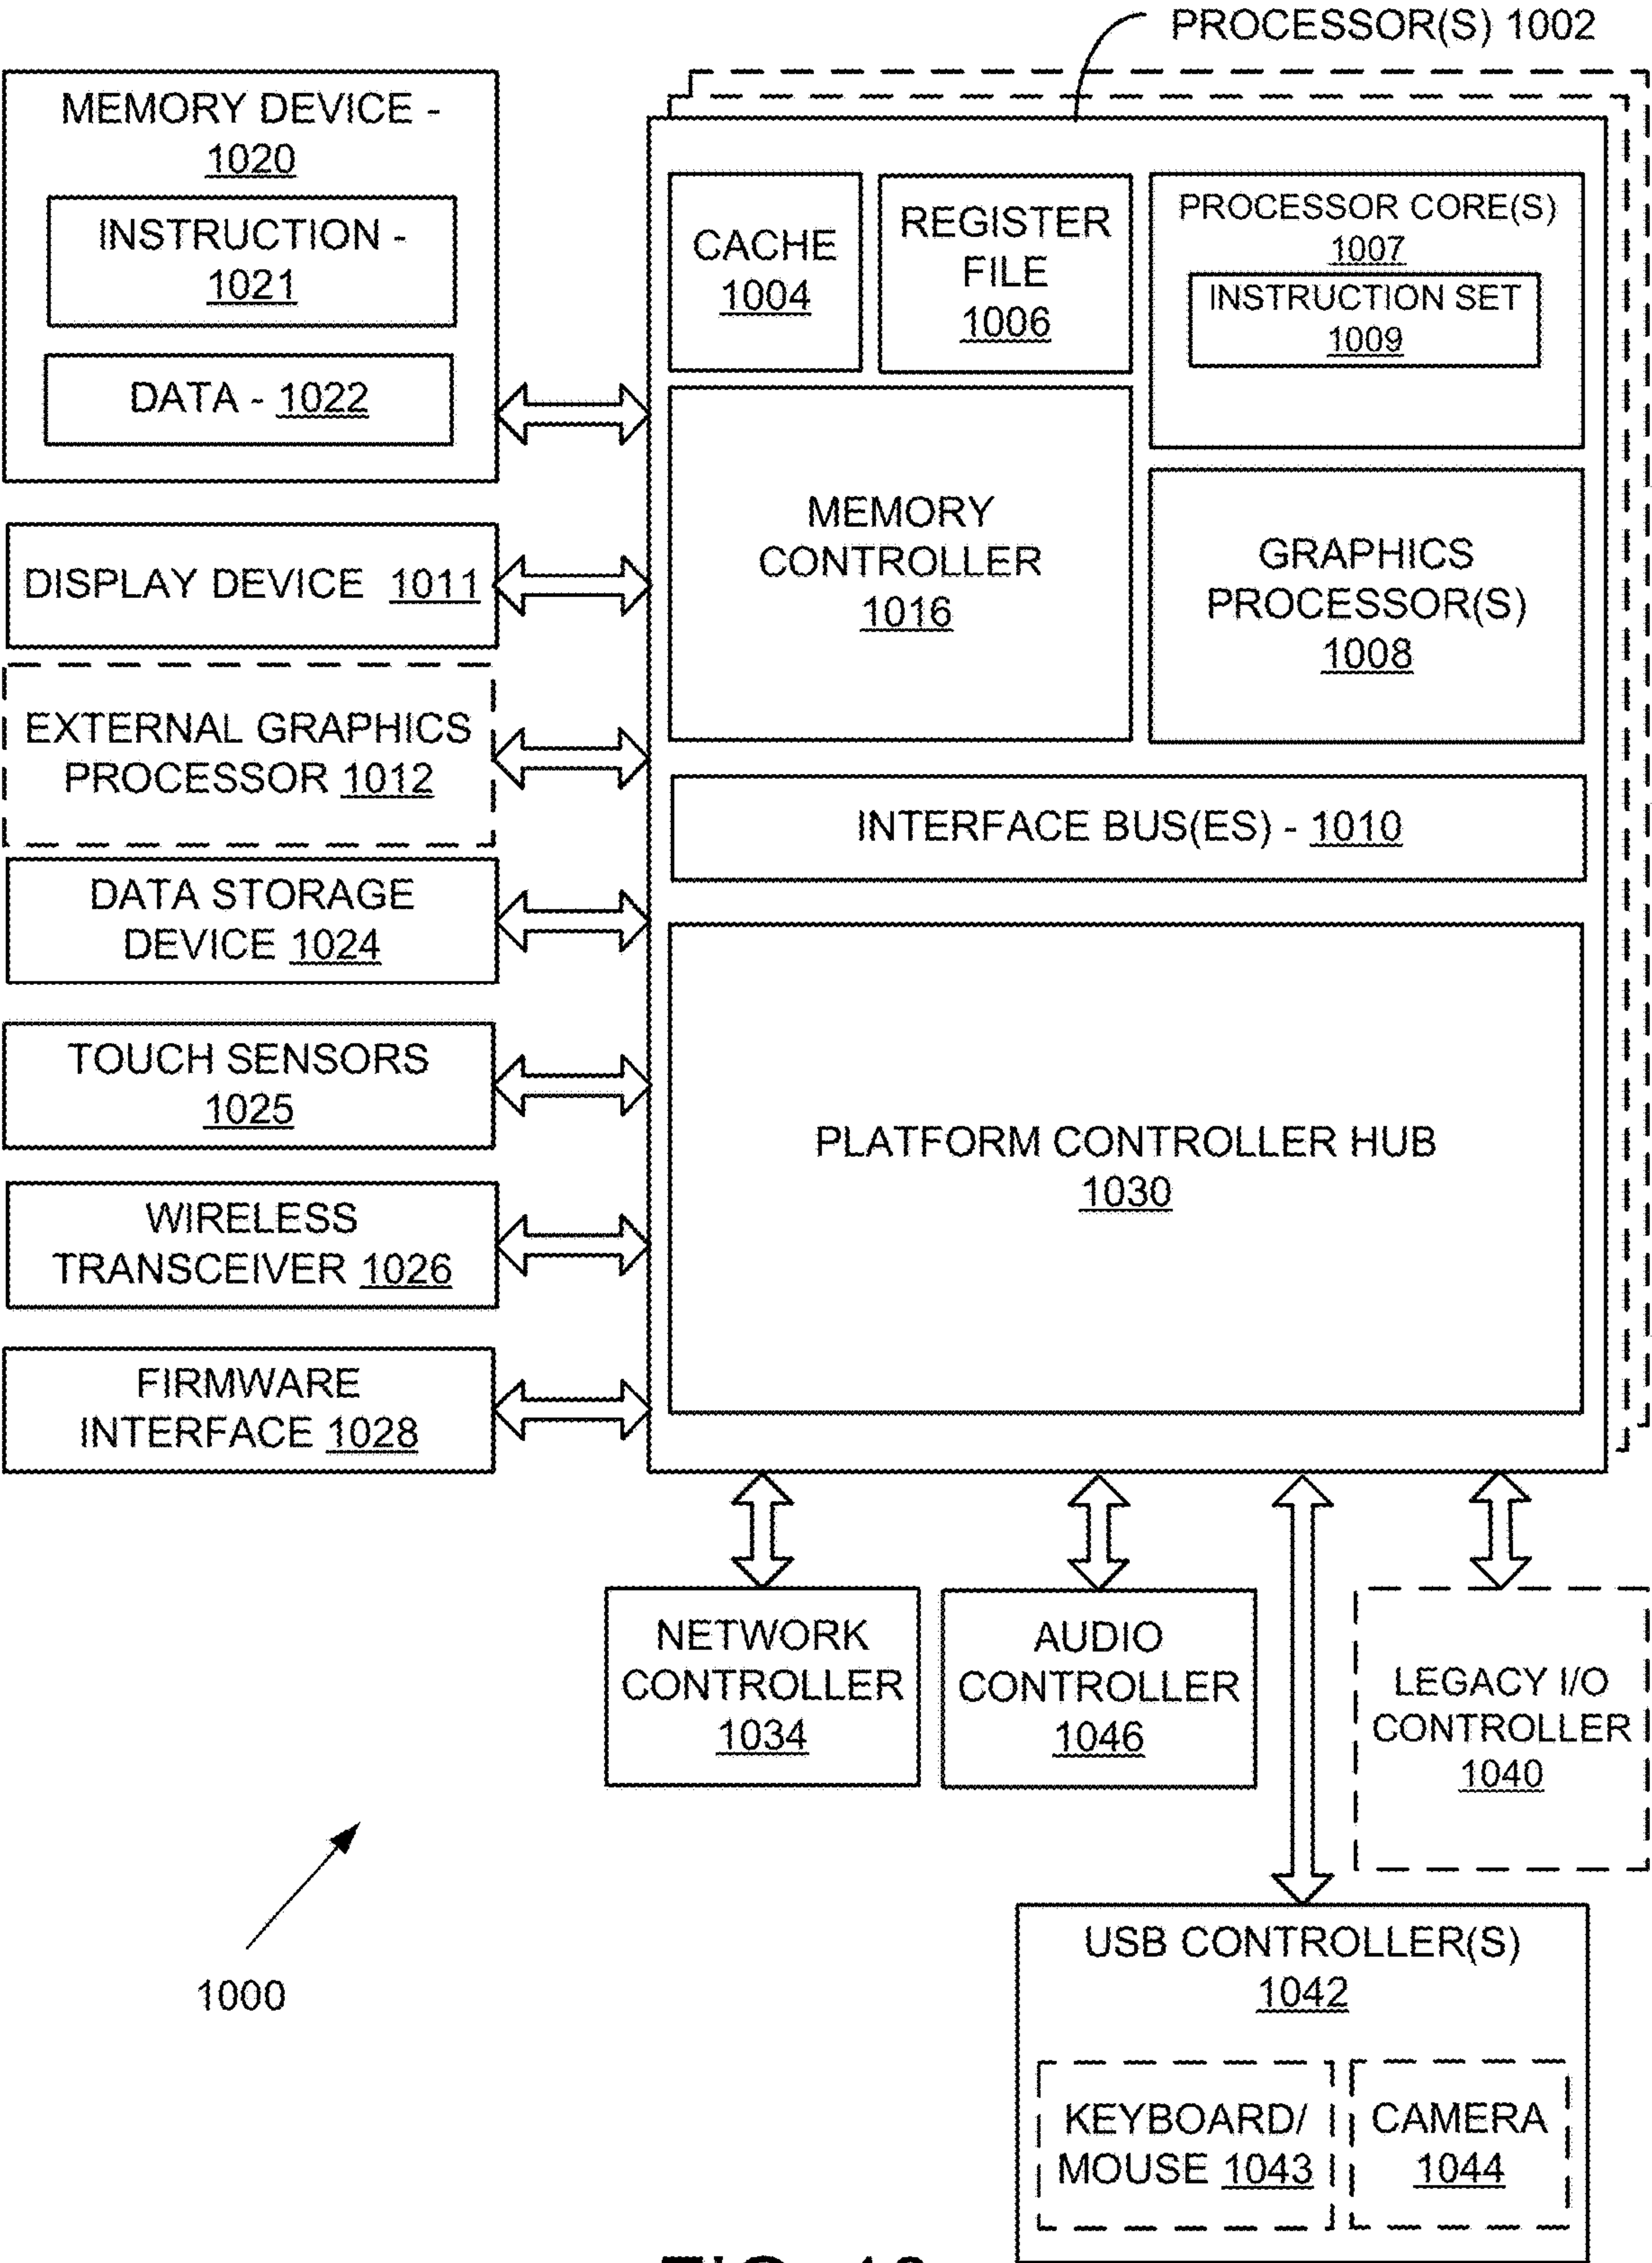 PROCESSOR(S) 1002
MEMORY DEVICE -
1020
INSTRUCTION -
1021
DATA - 1022
DISPLAY DEVICE 1011
EXTERNAL GRAPHICS
PROCESSOR 1012
DATA STORAGE
DEVICE 1024
TOUCH SENSORS
1025
WIRELESS
TRANSCEIVER 1026
FIRMWARE
INTERFACE 1028
CACHE
1004
REGISTER
FILE
1006
PROCESSOR CORE(S)
1007
INSTRUCTION SET
1009
MEMORY
CONTROLLER
1016
GRAPHICS
PROCESSOR(S)
1008
INTERFACE BUS(ES) - 1010
PLATFORM CONTROLLER HUB
1030
NETWORK
CONTROLLER
1034
AUDIO
CONTROLLER
1046
LEGACY I/O
CONTROLLER
1040
1000
USB CONTROLLER(S)
1042
KEYBOARD/
MOUSE 1043
CAMERA
1044